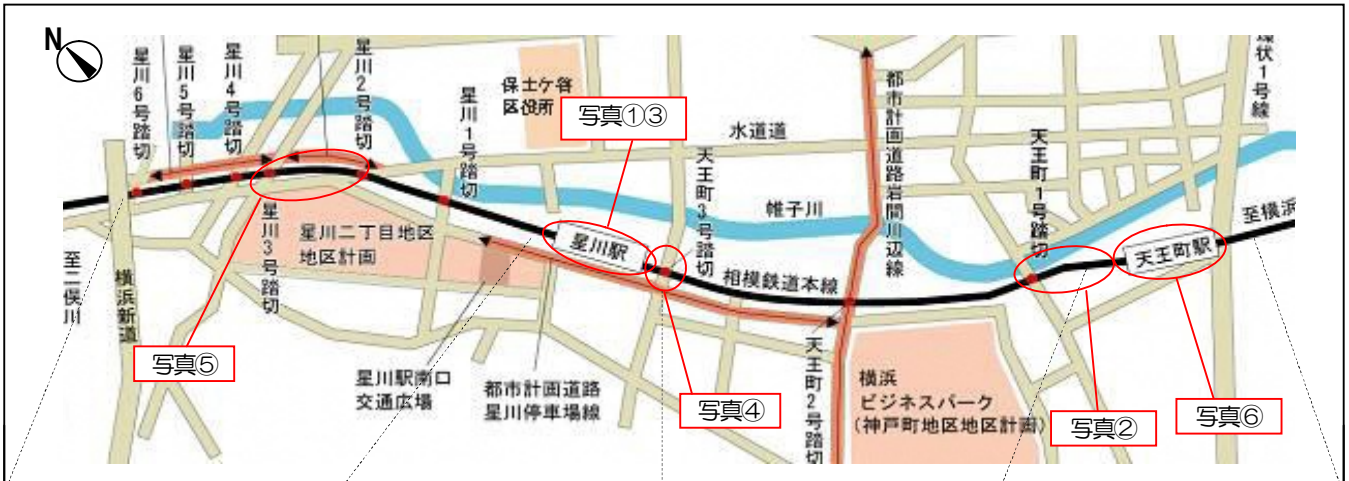 N
星川6号踏切
星川5号踏切
星川4号踏切
星川2号踏切
星川1号踏切
保土ケ谷
区役所
写真①③
水道道
天王町3号踏切
都市計画道路岩間川辺線
天王町1号踏切
環状1号線
帷子川
至横浜
星川駅
天王町駅
相模鉄道本線
星川3号踏切
星川二丁目地区
地区計画
至二俣川
横浜新道
写真⑤
星川駅南口
交通広場
都市計画道路
星川停車場線
写真④
天王町2号踏切
横浜
ビジネスパーク
(神戸町地区地区計画)
写真②
写真⑥